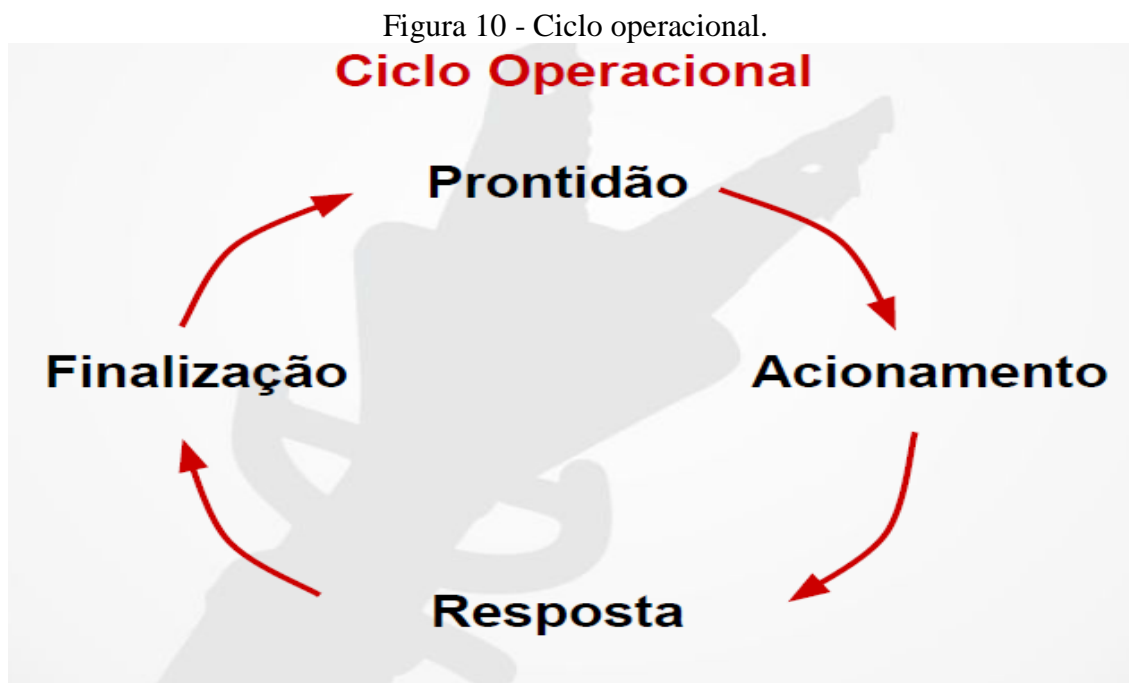 Figura 10 - Ciclo operacional.
Ciclo Operacional
Prontidão
Finalização
Acionamento
Resposta